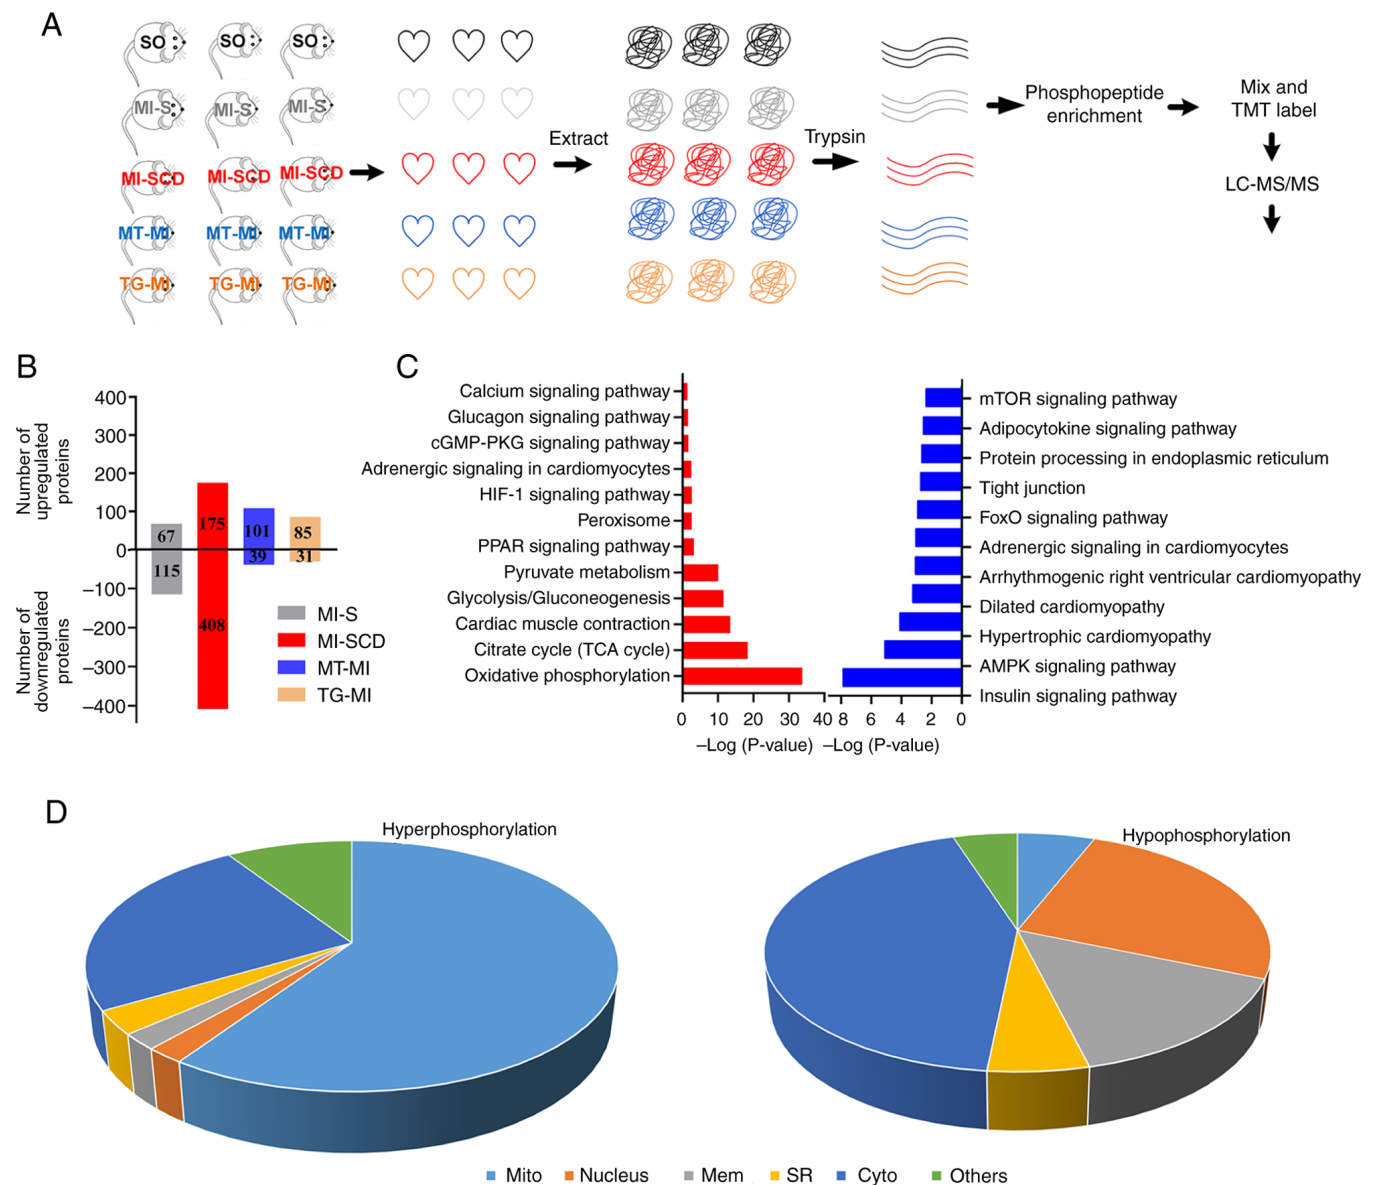 A
SO SO SO
MI-S MI-S MI-S
MI-SCD MI-SCD MI-SCD
MT-MI MT-MI MT-MI
TG-MI TG-MI TG-MI
Extract
Trypsin
Phosphopeptide
enrichment
Mix and
TMT label
LC-MS/MS
B
Number of
upregulated
proteins
Number of
downregulated
proteins
400
300
200
100
0
−100
−200
−300
−400
67
115
175
408
101
39
85
31
MI-S
MI-SCD
MT-MI
TG-MI
C
Calcium signaling pathway
Glucagon signaling pathway
cGMP-PKG signaling pathway
Adrenergic signaling in cardiomyocytes
HIF-1 signaling pathway
Peroxisome
PPAR signaling pathway
Pyruvate metabolism
Glycolysis/Gluconeogenesis
Cardiac muscle contraction
Citrate cycle (TCA cycle)
Oxidative phosphorylation
0 10 20 30 40
−Log (P-value)
mTOR signaling pathway
Adipocytokine signaling pathway
Protein processing in endoplasmic reticulum
Tight junction
FoxO signaling pathway
Adrenergic signaling in cardiomyocytes
Arrhythmogenic right ventricular cardiomyopathy
Dilated cardiomyopathy
Hypertrophic cardiomyopathy
AMPK signaling pathway
Insulin signaling pathway
8 6 4 2 0
−Log (P-value)
D
Hyperphosphorylation
Hypophosphorylation
Mito Nucleus Mem SR Cyto Others